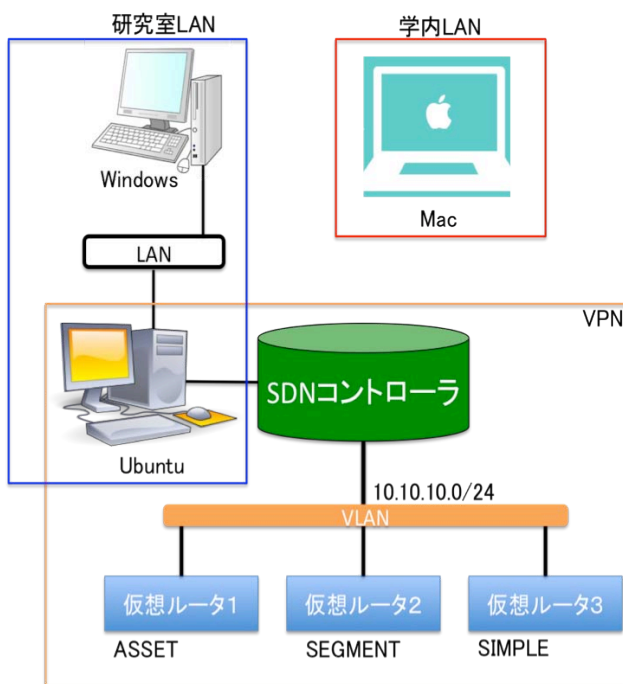 研究室LAN
学内LAN
Windows
Mac
LAN
VPN
SDNコントローラ
Ubuntu
10.10.10.0/24
VLAN
仮想ルータ1
仮想ルータ2
仮想ルータ3
ASSET
SEGMENT
SIMPLE